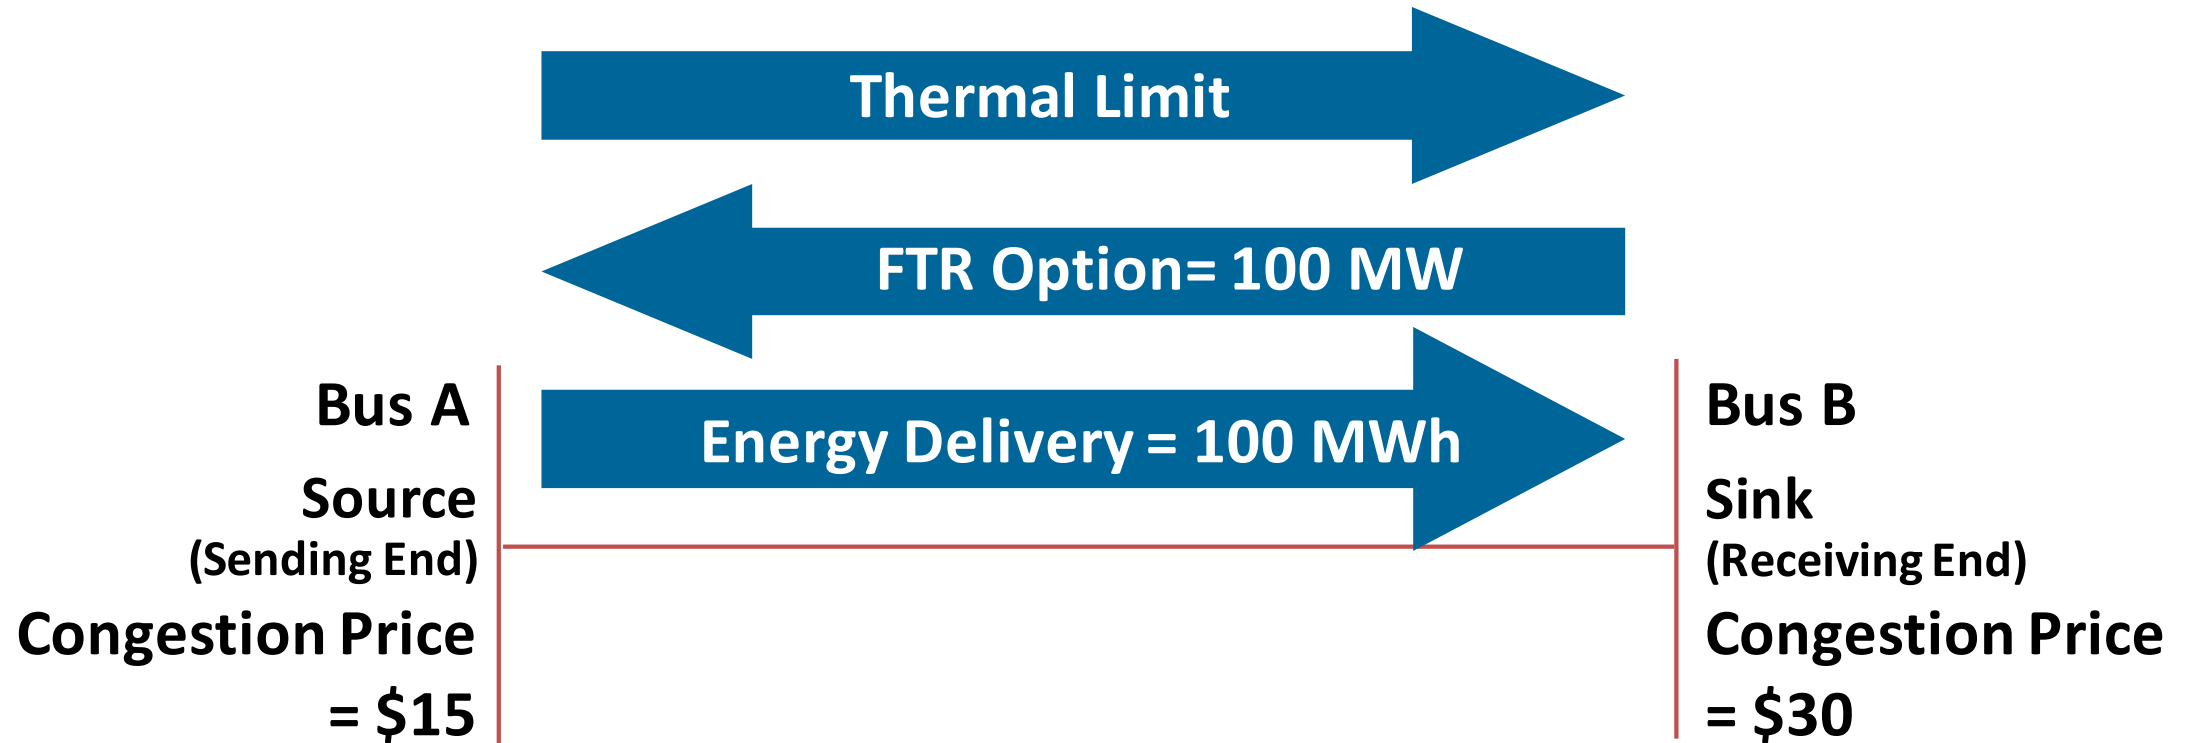 Thermal Limit
FTR Option= 100 MW
Energy Delivery = 100 MWh
Bus A
Source
(Sending End)
Congestion Price
= $15
Bus B
Sink
(Receiving End)
Congestion Price
= $30